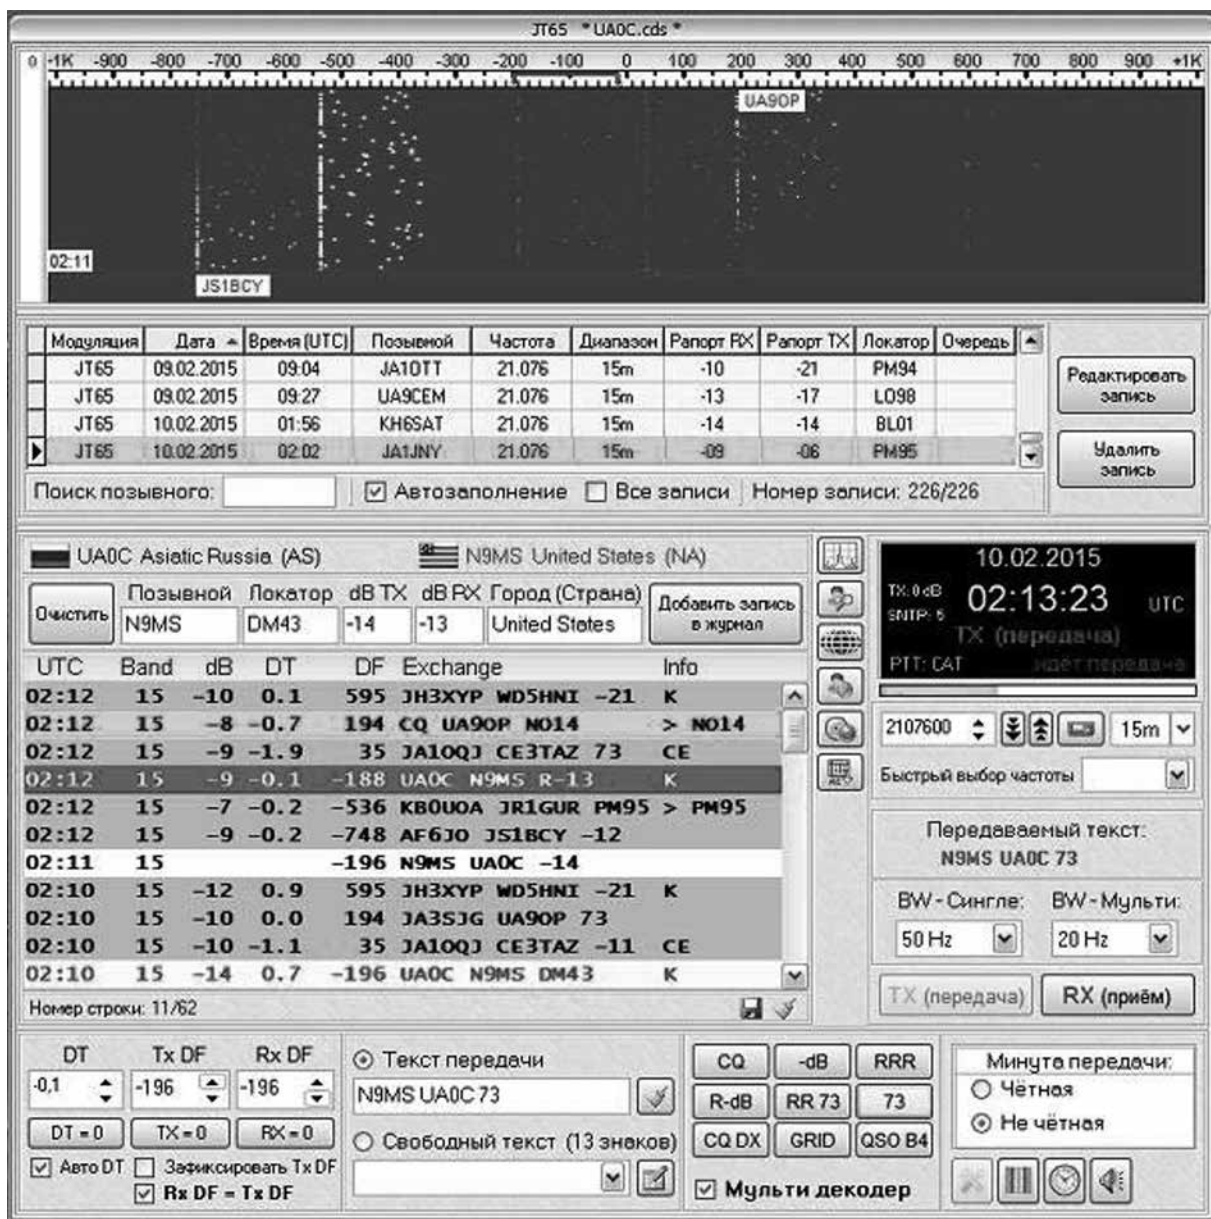 JT65 *UA0C.cds *
0 -1K -900 -800 -700 -600 -500 -400 -300 -200 -100 0 100 200 300 400 500 600 700 800 900 +1K
UA9OP
02:11
JS1BCY
Модуляция Дата Время (UTC) Позывной Частота Диапазон Рапорт RX Рапорт TX Локатор Очередь
JT65 09.02.2015 09:04 JA1OTT 21.076 15m -10 -21 PM94
JT65 09.02.2015 09:27 UA9CEM 21.076 15m -13 -17 LO98
JT65 10.02.2015 01:56 KH6SAT 21.076 15m -14 -14 BL01
JT65 10.02.2015 02:02 JA1JNY 21.076 15m -09 -06 PM95
Редактировать запись
Удалить запись
Поиск позывного: Автозаполнение Все записи Номер записи: 226/226
UA0C Asiatic Russia (AS) N9MS United States (NA)
Очистить
Позывной Локатор dB TX dB RX Город (Страна)
N9MS DM43 -14 -13 United States
Добавить запись в журнал
UTC Band dB DT DF Exchange Info
02:12 15 -10 0.1 595 JH3XYP WD5HNI -21 K
02:12 15 -8 -0.7 194 CQ UA9OP NO14 > NO14
02:12 15 -9 -1.9 35 JA1OQJ CE3TAZ 73 CE
02:12 15 -9 -0.1 -188 UA0C N9MS R-13 K
02:12 15 -7 -0.2 -536 KB0UOA JR1GUR PM95 > PM95
02:12 15 -9 -0.2 -748 AF6JO JS1BCY -12
02:11 15 -196 N9MS UA0C -14
02:10 15 -12 0.9 595 JH3XYP WD5HNI -21 K
02:10 15 -10 0.0 194 JA3SJG UA9OP 73
02:10 15 -10 -1.1 35 JA1OQJ CE3TAZ -11 CE
02:10 15 -14 0.7 -196 UA0C N9MS DM43 K
Номер строки: 11/62
10.02.2015
TX: 0 dB
02:13:23 UTC
SNTP: 6
TX (передача)
PTT: CAT идёт передача
2107600 15m
Быстрый выбор частоты
Передаваемый текст:
N9MS UA0C 73
BW-Сингле: BW-Мульти:
50 Hz 20 Hz
TX (передача) RX (приём)
DT Tx DF Rx DF
-0,1 -196 -196
DT = 0 TX = 0 RX = 0
Авто DT Зафиксировать Tx DF
Rx DF = Tx DF
Текст передачи
N9MS UA0C 73
Свободный текст (13 знаков)
CQ -dB RRR
R-dB RR 73 73
CQ DX GRID QSO B4
Мульти декодер
Минута передачи:
Чётная
Не чётная